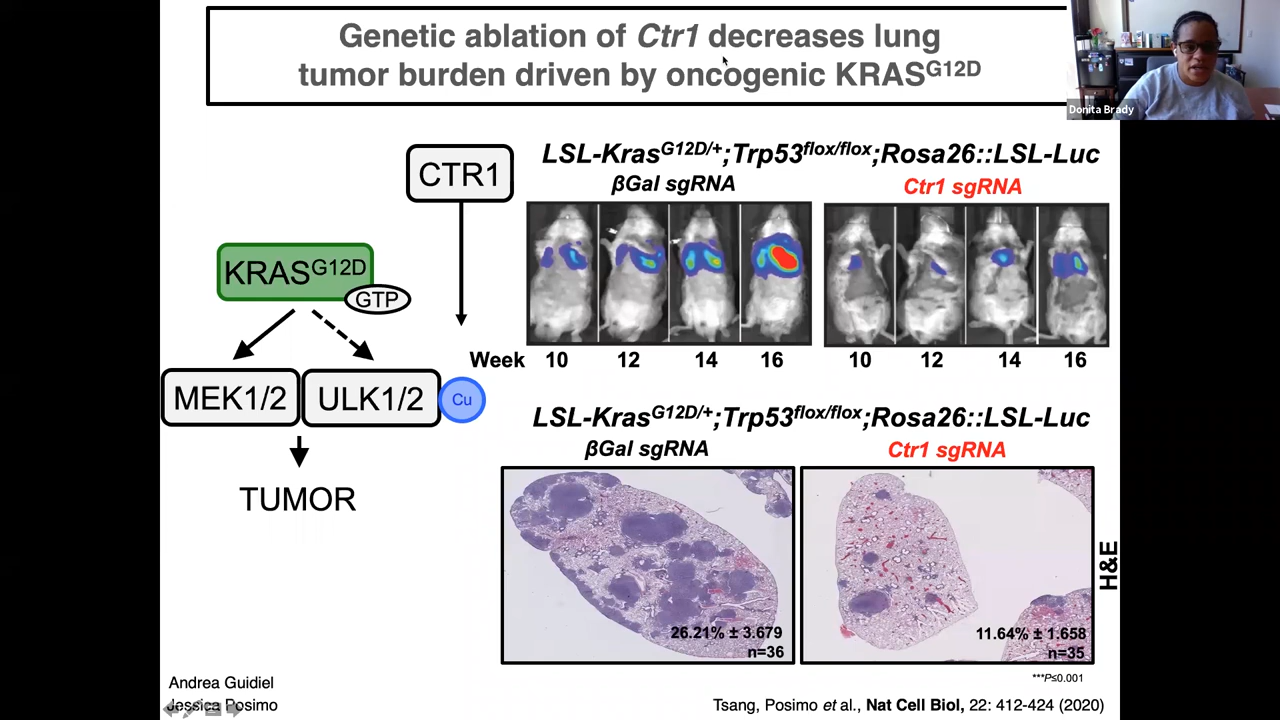 Genetic ablation of Ctr1 decreases lung
tumor burden driven by oncogenic KRASG12D
Donita Brady
CTR1
KRASG12D
GTP
MEK1/2
ULK1/2
Cu
TUMOR
LSL-KrasG12D/+;Trp53flox/flox;Rosa26::LSL-Luc
βGal sgRNA
Ctr1 sgRNA
Week 10 12 14 16 10 12 14 16
LSL-KrasG12D/+;Trp53flox/flox;Rosa26::LSL-Luc
βGal sgRNA
Ctr1 sgRNA
26.21% ± 3.679
n=36
11.64% ± 1.658
n=35
H&E
***P≤0.001
Andrea Guidiel
Jessica Posimo
Tsang, Posimo et al., Nat Cell Biol, 22: 412-424 (2020)